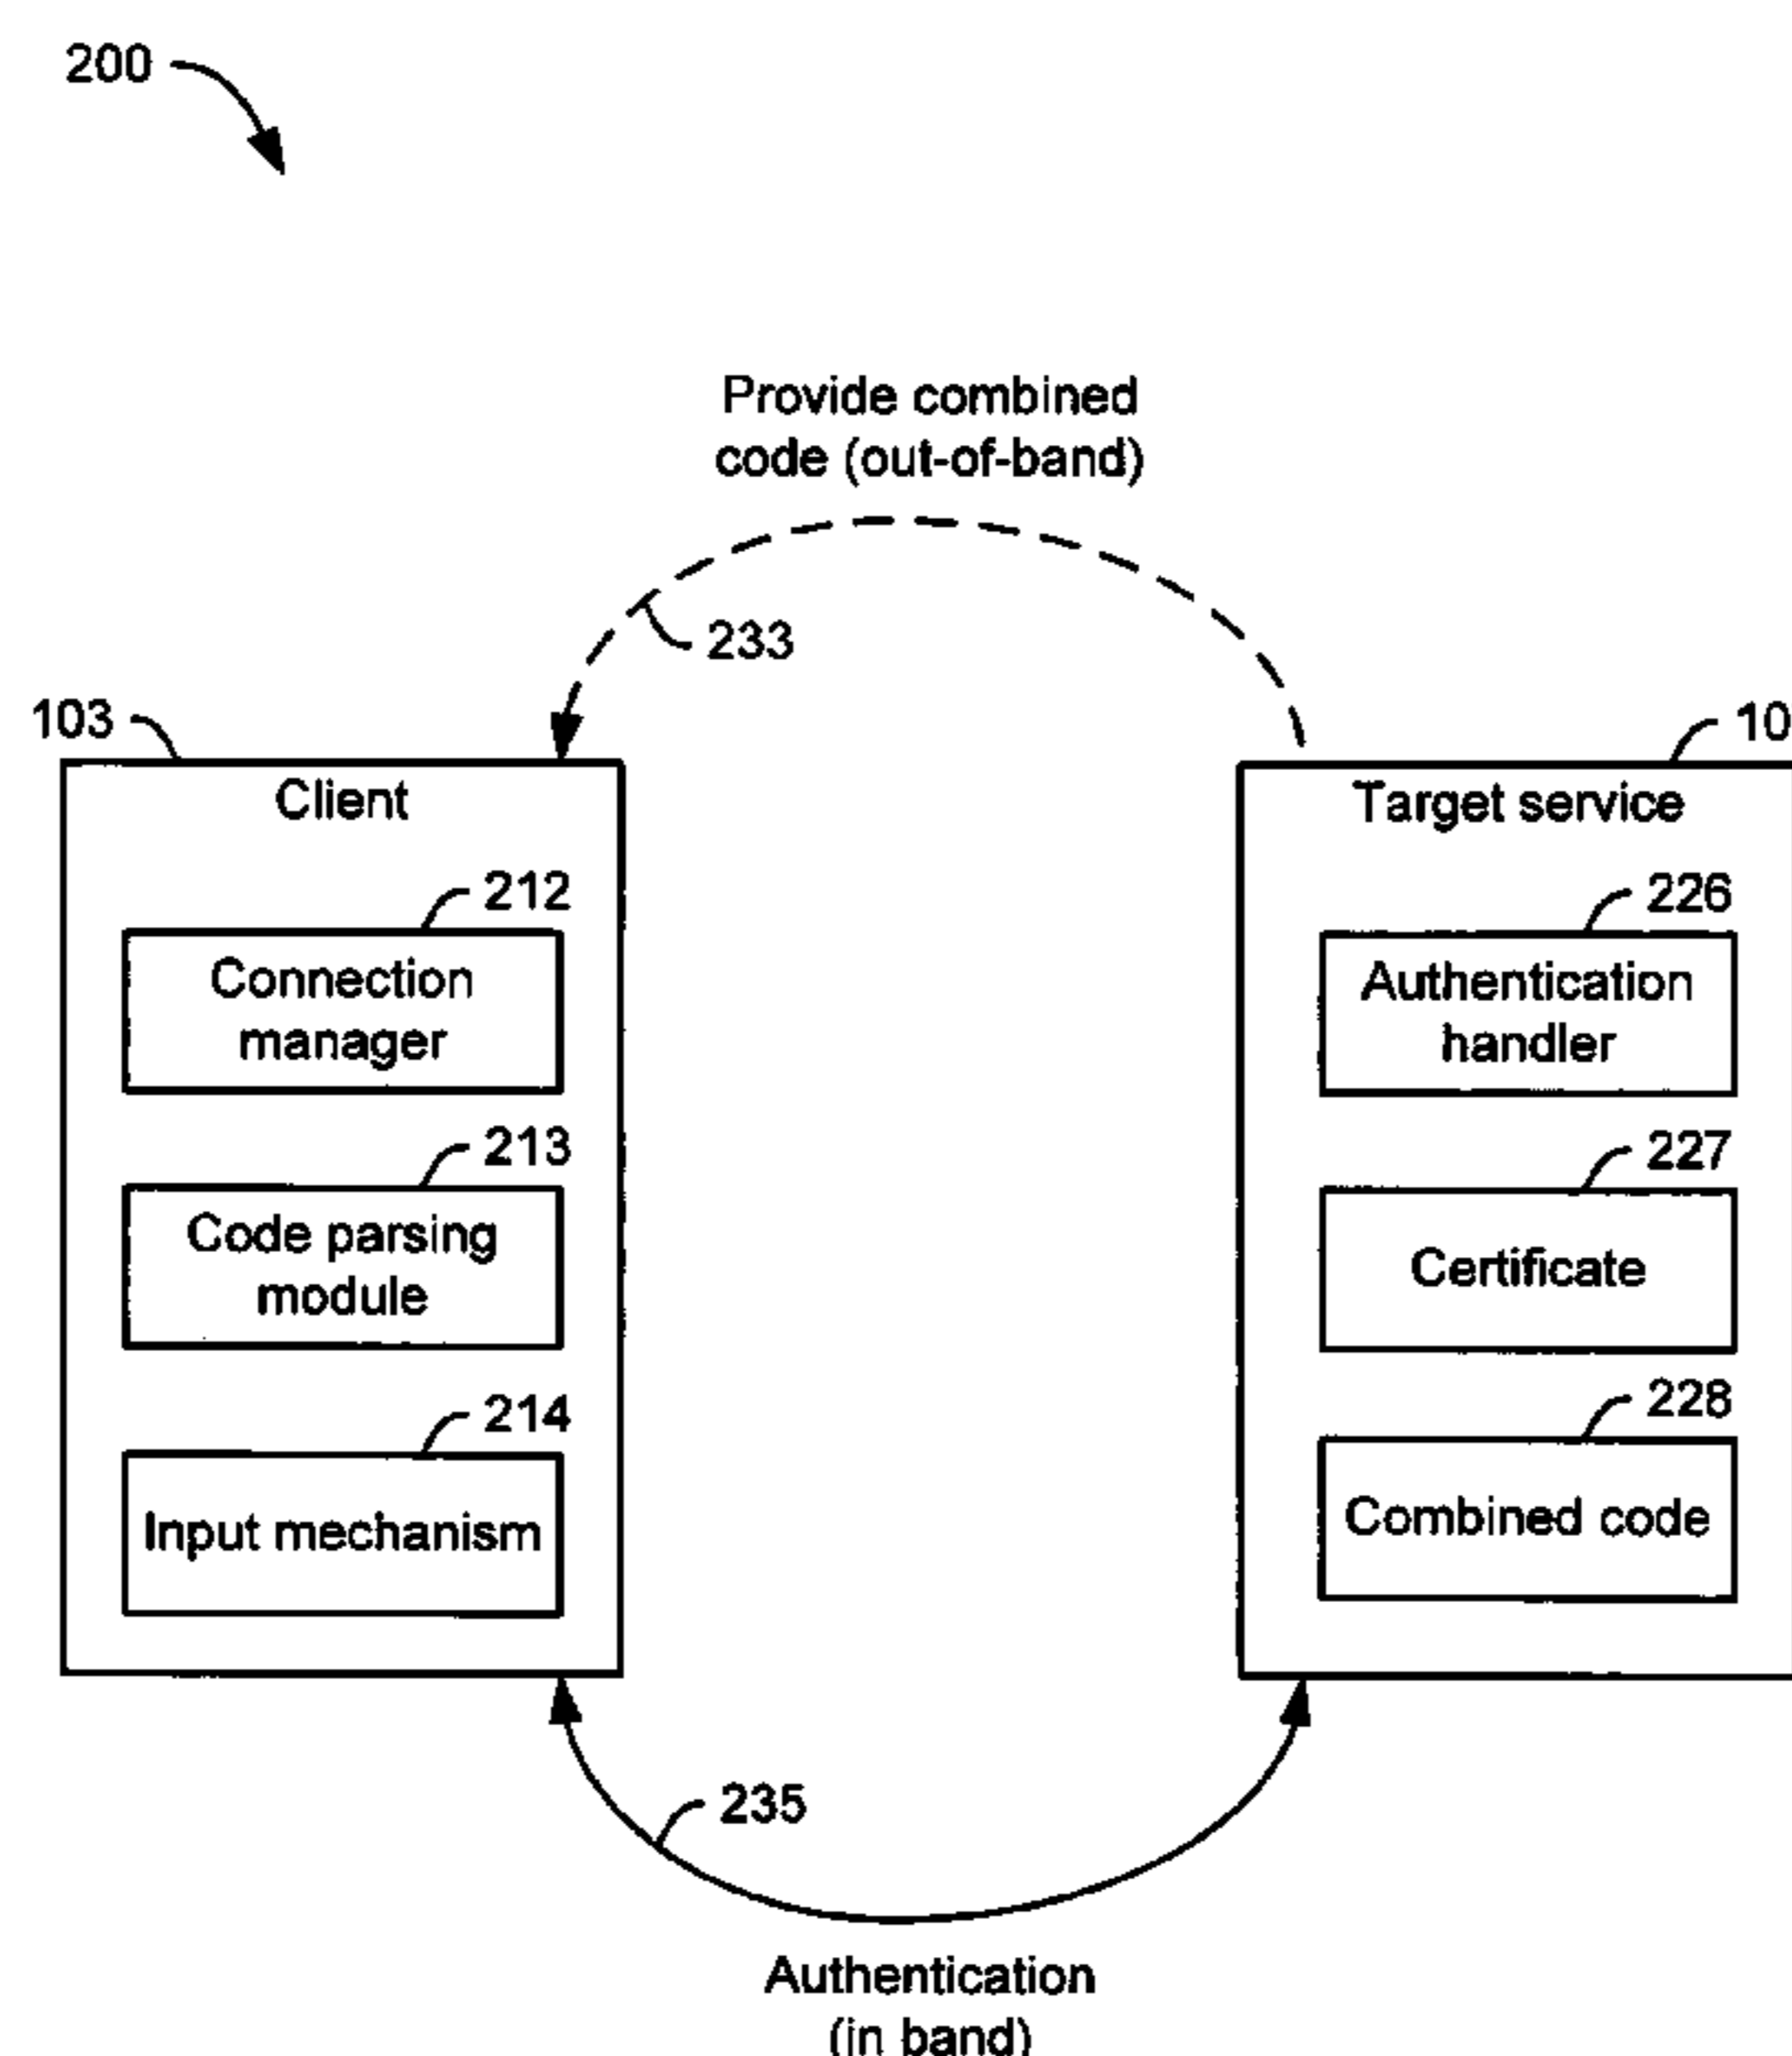 200
Provide combined
code (out-of-band)
233
103
Client
212
Connection
manager
213
Code parsing
module
214
Input mechanism
10
Target service
226
Authentication
handler
227
Certificate
228
Combined code
235
Authentication
(in band)